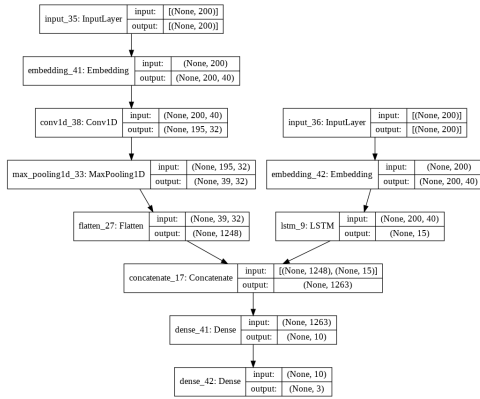 input_35: InputLayer
input: [(None, 200)]
output: [(None, 200)]
embedding_41: Embedding
input: (None, 200)
output: (None, 200, 40)
conv1d_38: Conv1D
input: (None, 200, 40)
output: (None, 195, 32)
input_36: InputLayer
input: [(None, 200)]
output: [(None, 200)]
max_pooling1d_33: MaxPooling1D
input: (None, 195, 32)
output: (None, 39, 32)
embedding_42: Embedding
input: (None, 200)
output: (None, 200, 40)
flatten_27: Flatten
input: (None, 39, 32)
output: (None, 1248)
lstm_9: LSTM
input: (None, 200, 40)
output: (None, 15)
concatenate_17: Concatenate
input: [(None, 1248), (None, 15)]
output: (None, 1263)
dense_41: Dense
input: (None, 1263)
output: (None, 10)
dense_42: Dense
input: (None, 10)
output: (None, 3)